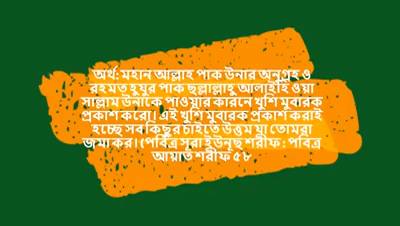 অর্থ: মহান আল্লাহ পাক উনার অনুগ্রহ ও
রহমত হুযুর পাক ছল্লাল্লাহু আলাইহি ওয়া
সাল্লাম উনাকে পাওয়ার কারনে খুশি মুবারক
প্রকাশ করো। এই খুশি মুবারক প্রকাশ করাই
হচ্ছে সব কিছুর চাইতে উত্তম যা তোমরা
জমা কর। (পবিত্র সূরা ইউনূছ শরীফ : পবিত্র
আয়াত শরীফ ৫৮